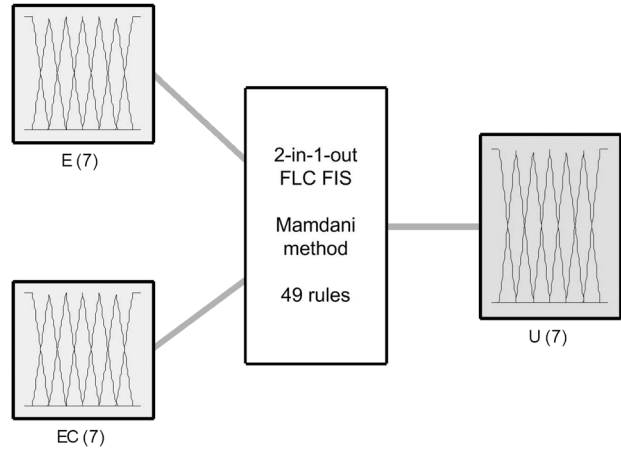 E (7)
2-in-1-out
FLC FIS
Mamdani
method
49 rules
U (7)
EC (7)